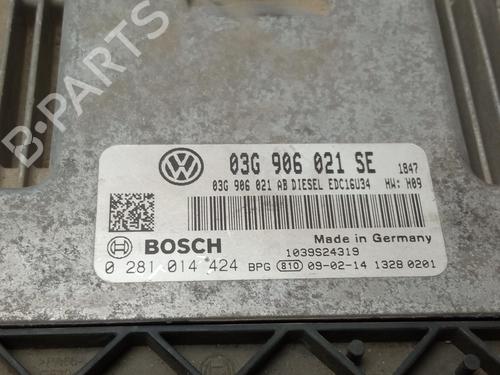 B-PARTS
03G 906 021 SE 1847
03G 906 021 AB DIESEL EDC16U34 HW: H09
BOSCH
Made in Germany
1039S24319
0 281 014 424 BPG 810 09-02-14 1328 0201